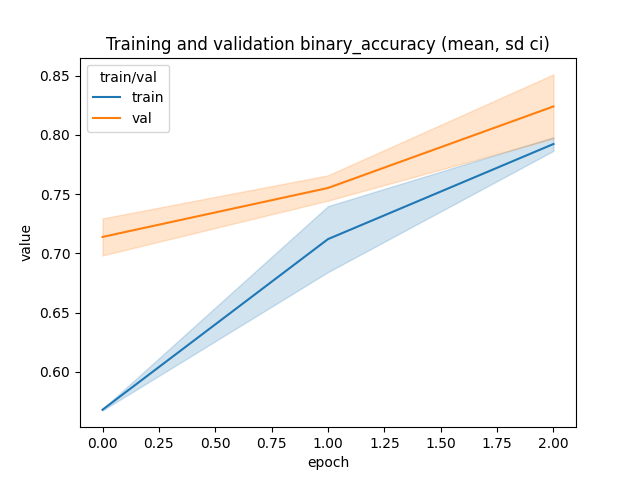 Training and validation binary_accuracy (mean, sd ci)
train/val
train
val
0.85
0.80
0.75
0.70
0.65
0.60
value
0.00 0.25 0.50 0.75 1.00 1.25 1.50 1.75 2.00
epoch